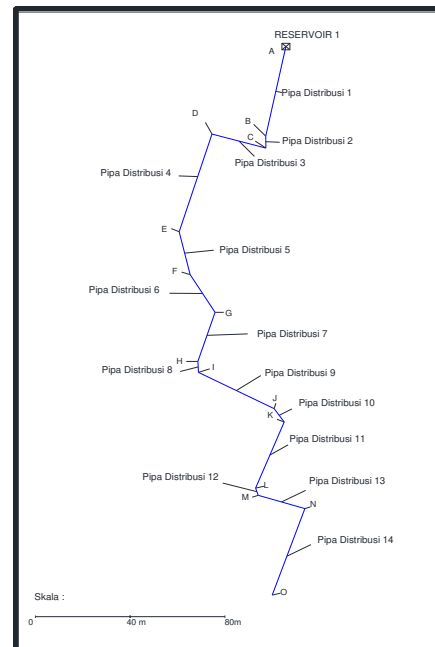 RESERVOIR 1
A
Pipa Distribusi 1
D
B
C
Pipa Distribusi 2
Pipa Distribusi 3
Pipa Distribusi 4
E
Pipa Distribusi 5
F
Pipa Distribusi 6
G
Pipa Distribusi 7
H
I
Pipa Distribusi 8
Pipa Distribusi 9
J
Pipa Distribusi 10
K
Pipa Distribusi 11
Pipa Distribusi 12
L
Pipa Distribusi 13
M
N
Pipa Distribusi 14
O
Skala :
0 40 m 80m